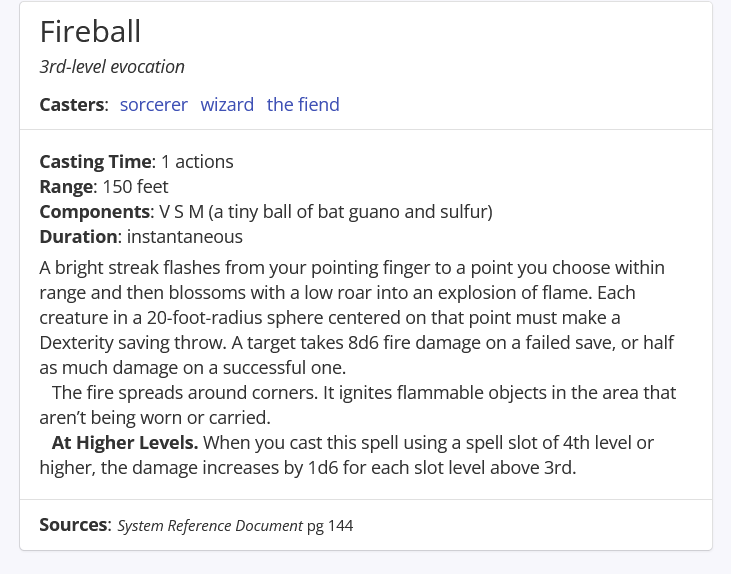 Fireball
3rd-level evocation
Casters: sorcerer wizard the fiend
Casting Time: 1 actions
Range: 150 feet
Components: V S M (a tiny ball of bat guano and sulfur)
Duration: instantaneous
A bright streak flashes from your pointing finger to a point you choose within
range and then blossoms with a low roar into an explosion of flame. Each
creature in a 20-foot-radius sphere centered on that point must make a
Dexterity saving throw. A target takes 8d6 fire damage on a failed save, or half
as much damage on a successful one.
The fire spreads around corners. It ignites flammable objects in the area that
aren’t being worn or carried.
At Higher Levels. When you cast this spell using a spell slot of 4th level or
higher, the damage increases by 1d6 for each slot level above 3rd.
Sources: System Reference Document pg 144